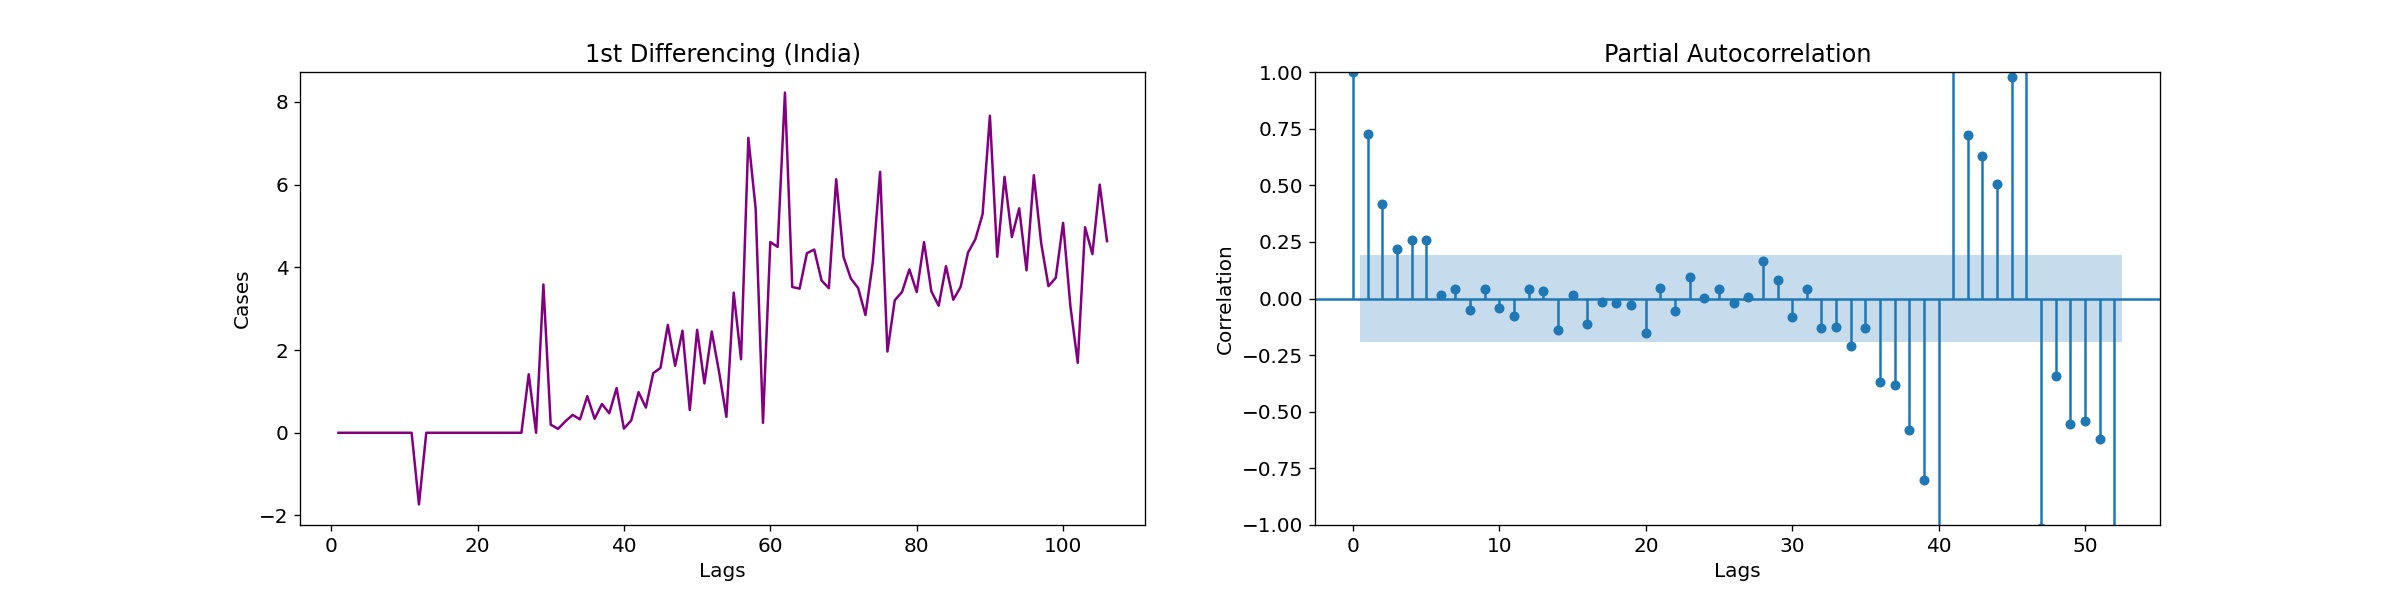 1st Differencing (India)
Cases
8
6
4
2
0
−2
0 20 40 60 80 100
Lags
Partial Autocorrelation
Correlation
1.00
0.75
0.50
0.25
0.00
−0.25
−0.50
−0.75
−1.00
0 10 20 30 40 50
Lags